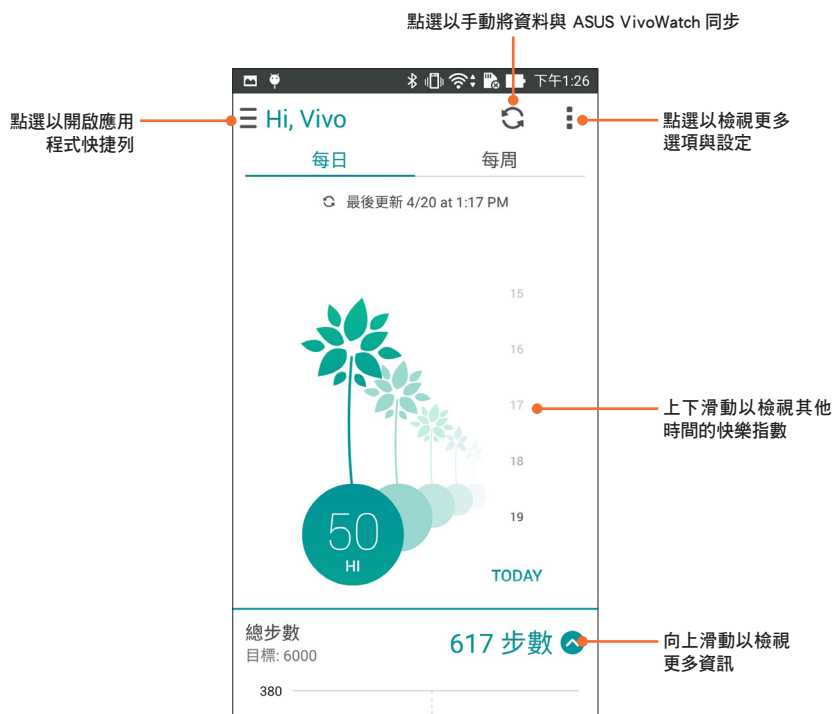 點選以手動將資料與 ASUS VivoWatch 同步
下午1:26
點選以開啟應用
程式快捷列
Hi, Vivo
點選以檢視更多
選項與設定
每日
每周
最後更新 4/20 at 1:17 PM
15
16
17
上下滑動以檢視其他
時間的快樂指數
18
19
50
HI
TODAY
總步數
目標: 6000
617 步數
向上滑動以檢視
更多資訊
380